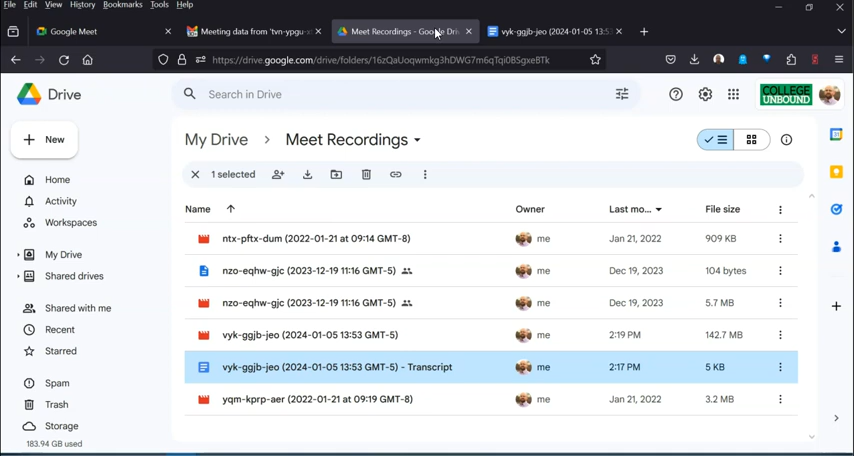 File Edit View History Bookmarks Tools Help
Google Meet
Meeting data from 'tvn-ypgu-x
Meet Recordings - Google Driv
vyk-ggjb-jeo (2024-01-05 13:53
https://drive.google.com/drive/folders/16zQaUoqwmkg3hDWG7m6qTqi0BSgxeBTk
Drive
Search in Drive
COLLEGE
UNBOUND
New
My Drive > Meet Recordings
1 selected
Home
Activity
Workspaces
My Drive
Shared drives
Shared with me
Recent
Starred
Spam
Trash
Storage
183.94 GB used
Name Owner Last mo... File size
ntx-pftx-dum (2022-01-21 at 09:14 GMT-8) me Jan 21, 2022 909 KB
nzo-eqhw-gjc (2023-12-19 11:16 GMT-5) me Dec 19, 2023 104 bytes
nzo-eqhw-gjc (2023-12-19 11:16 GMT-5) me Dec 19, 2023 5.7 MB
vyk-ggjb-jeo (2024-01-05 13:53 GMT-5) me 2:19 PM 142.7 MB
vyk-ggjb-jeo (2024-01-05 13:53 GMT-5) - Transcript me 2:17 PM 5 KB
yqm-kprp-aer (2022-01-21 at 09:19 GMT-8) me Jan 21, 2022 3.2 MB